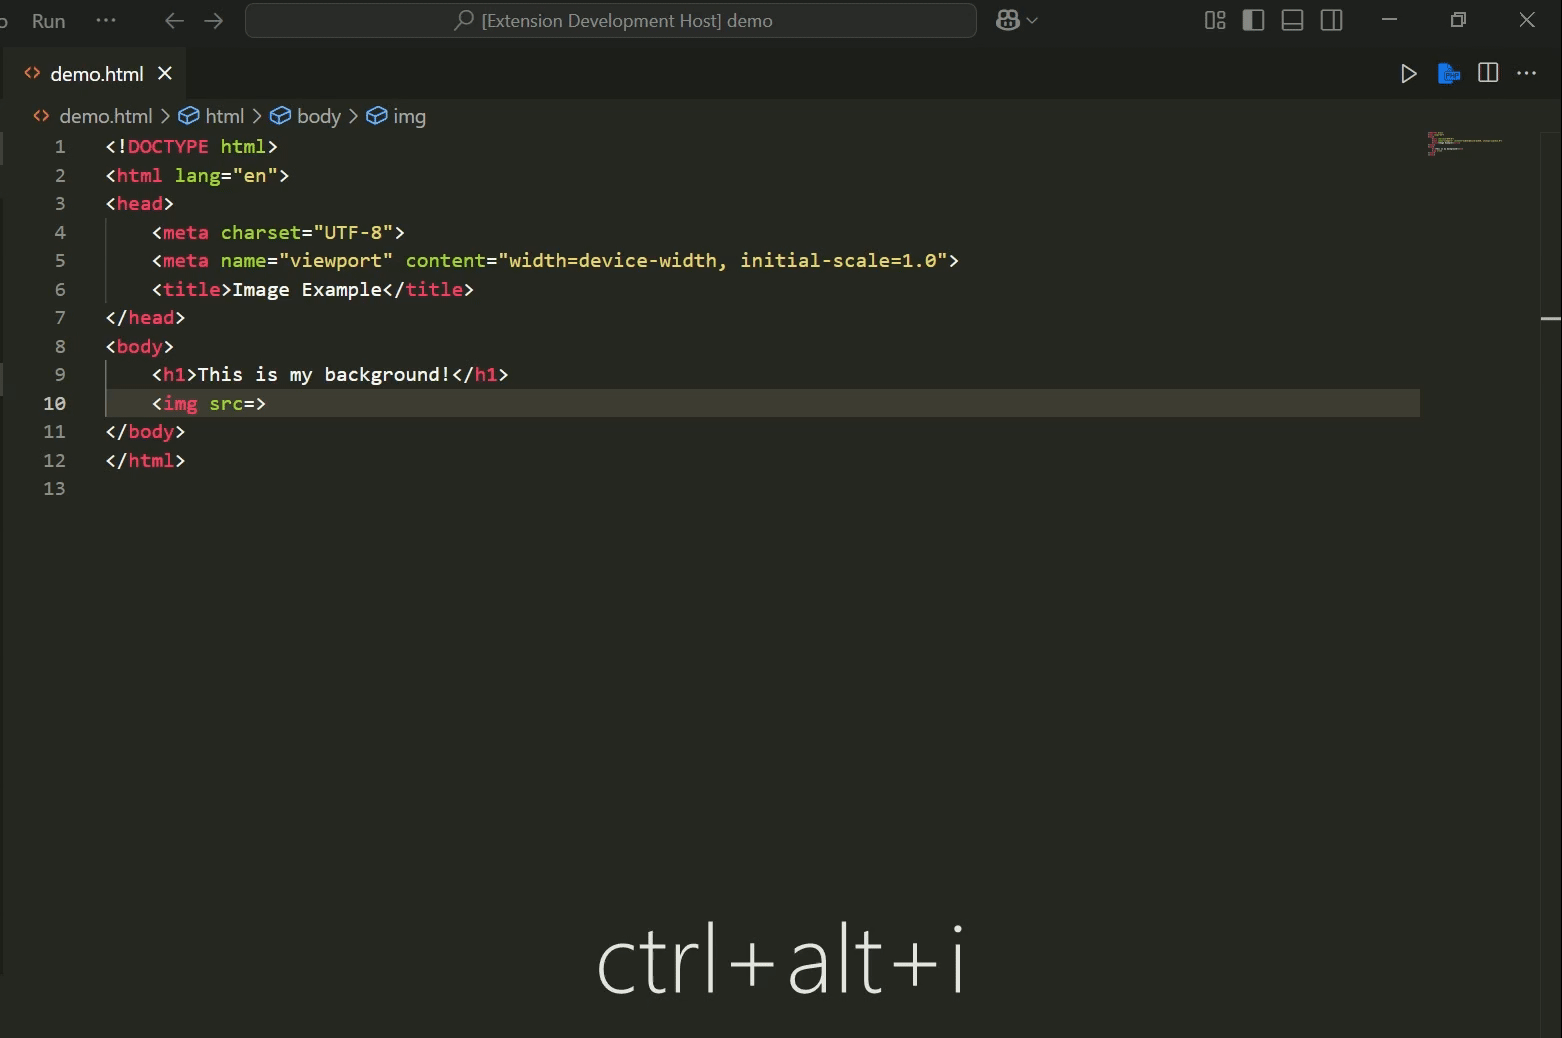 Run ···
[Extension Development Host] demo
demo.html
demo.html > html > body > img
1 <!DOCTYPE html>
2 <html lang="en">
3 <head>
4 <meta charset="UTF-8">
5 <meta name="viewport" content="width=device-width, initial-scale=1.0">
6 <title>Image Example</title>
7 </head>
8 <body>
9 <h1>This is my background!</h1>
10 <img src=>
11 </body>
12 </html>
13
ctrl+alt+i